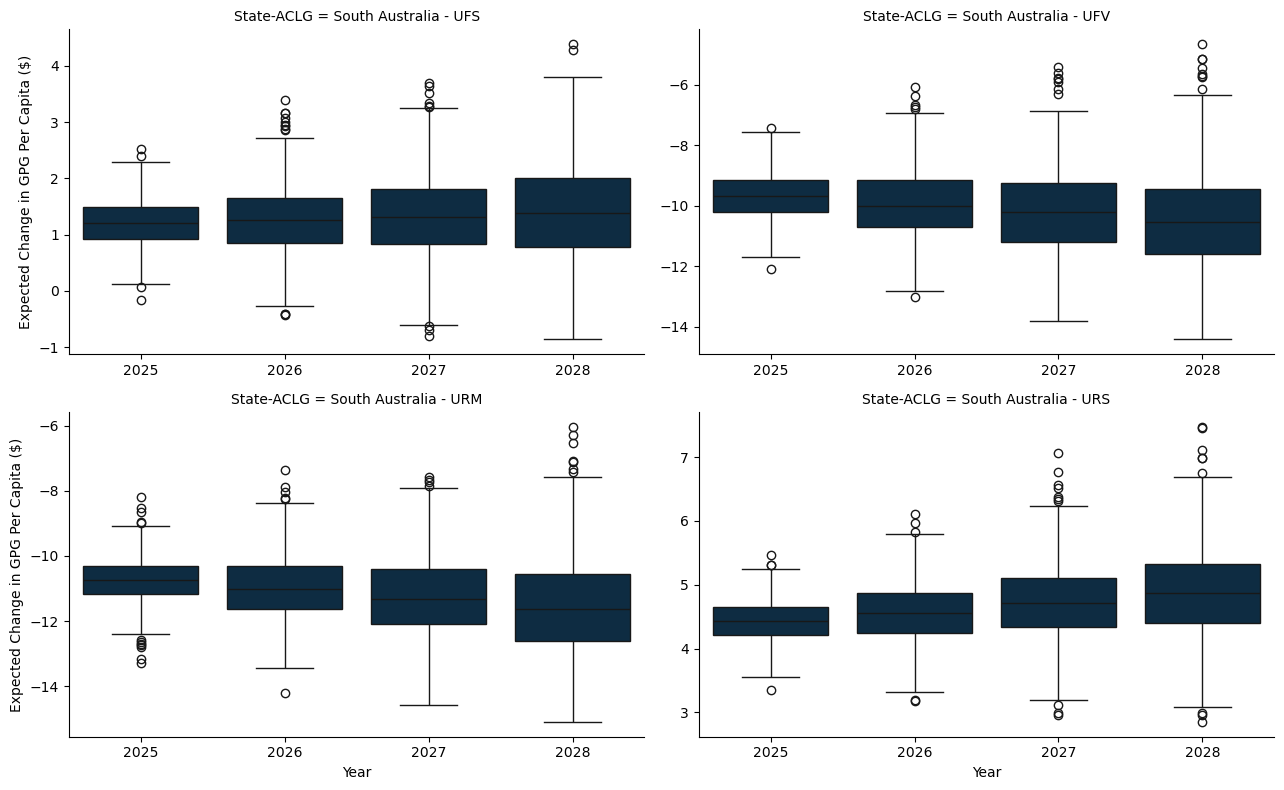 State-ACLG = South Australia - UFS
Expected Change in GPG Per Capita ($)
4
3
2
1
0
−1
2025 2026 2027 2028
State-ACLG = South Australia - UFV
−6
−8
−10
−12
−14
2025 2026 2027 2028
State-ACLG = South Australia - URM
Expected Change in GPG Per Capita ($)
−6
−8
−10
−12
−14
2025 2026 2027 2028
Year
State-ACLG = South Australia - URS
7
6
5
4
3
2025 2026 2027 2028
Year